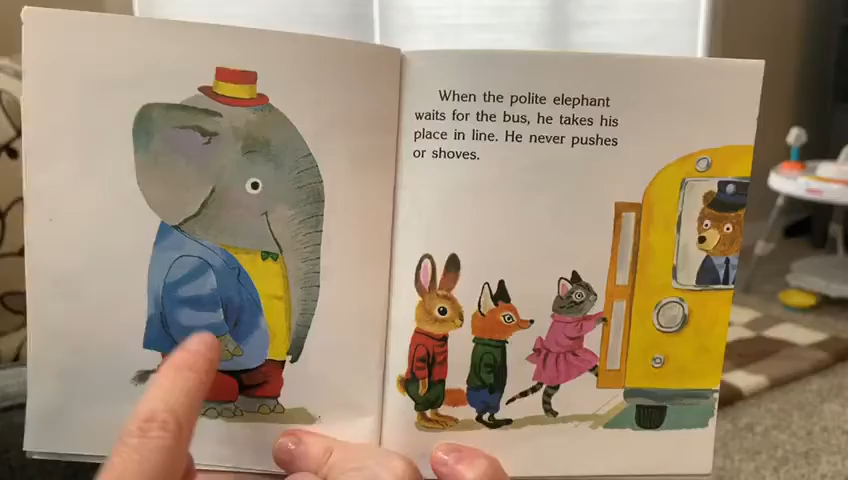 When the polite elephant
waits for the bus, he takes his
place in line. He never pushes
or shoves.